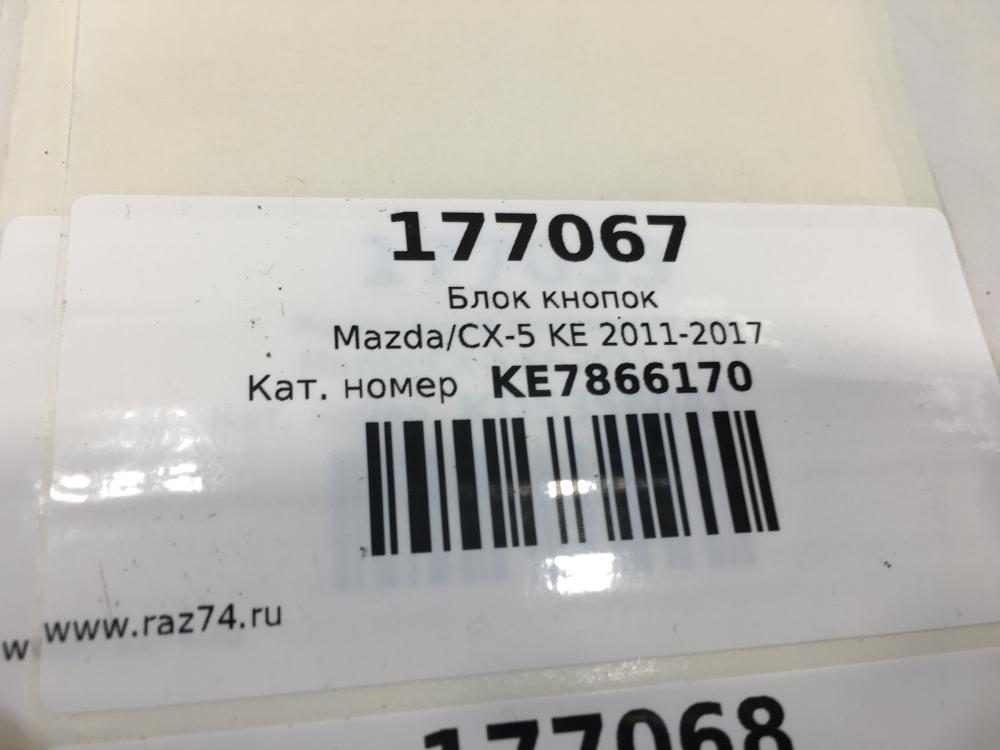 177067
Блок кнопок
Mazda/CX-5 KE 2011-2017
Кат. номер KE7866170
www.raz74.ru
w
177068